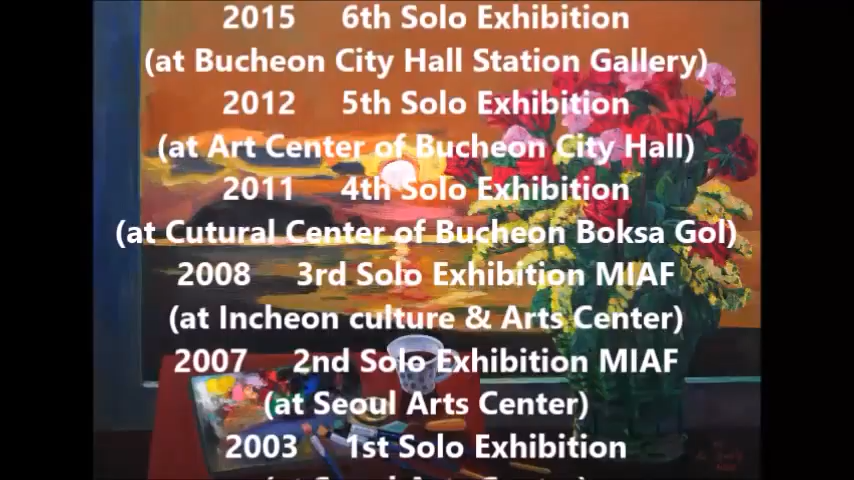 2015 6th Solo Exhibition
(at Bucheon City Hall Station Gallery)
2012 5th Solo Exhibition
(at Art Center of Bucheon City Hall)
2011 4th Solo Exhibition
(at Cutural Center of Bucheon Boksa Gol)
2008 3rd Solo Exhibition MIAF
(at Incheon culture & Arts Center)
2007 2nd Solo Exhibition MIAF
(at Seoul Arts Center)
2003 1st Solo Exhibition